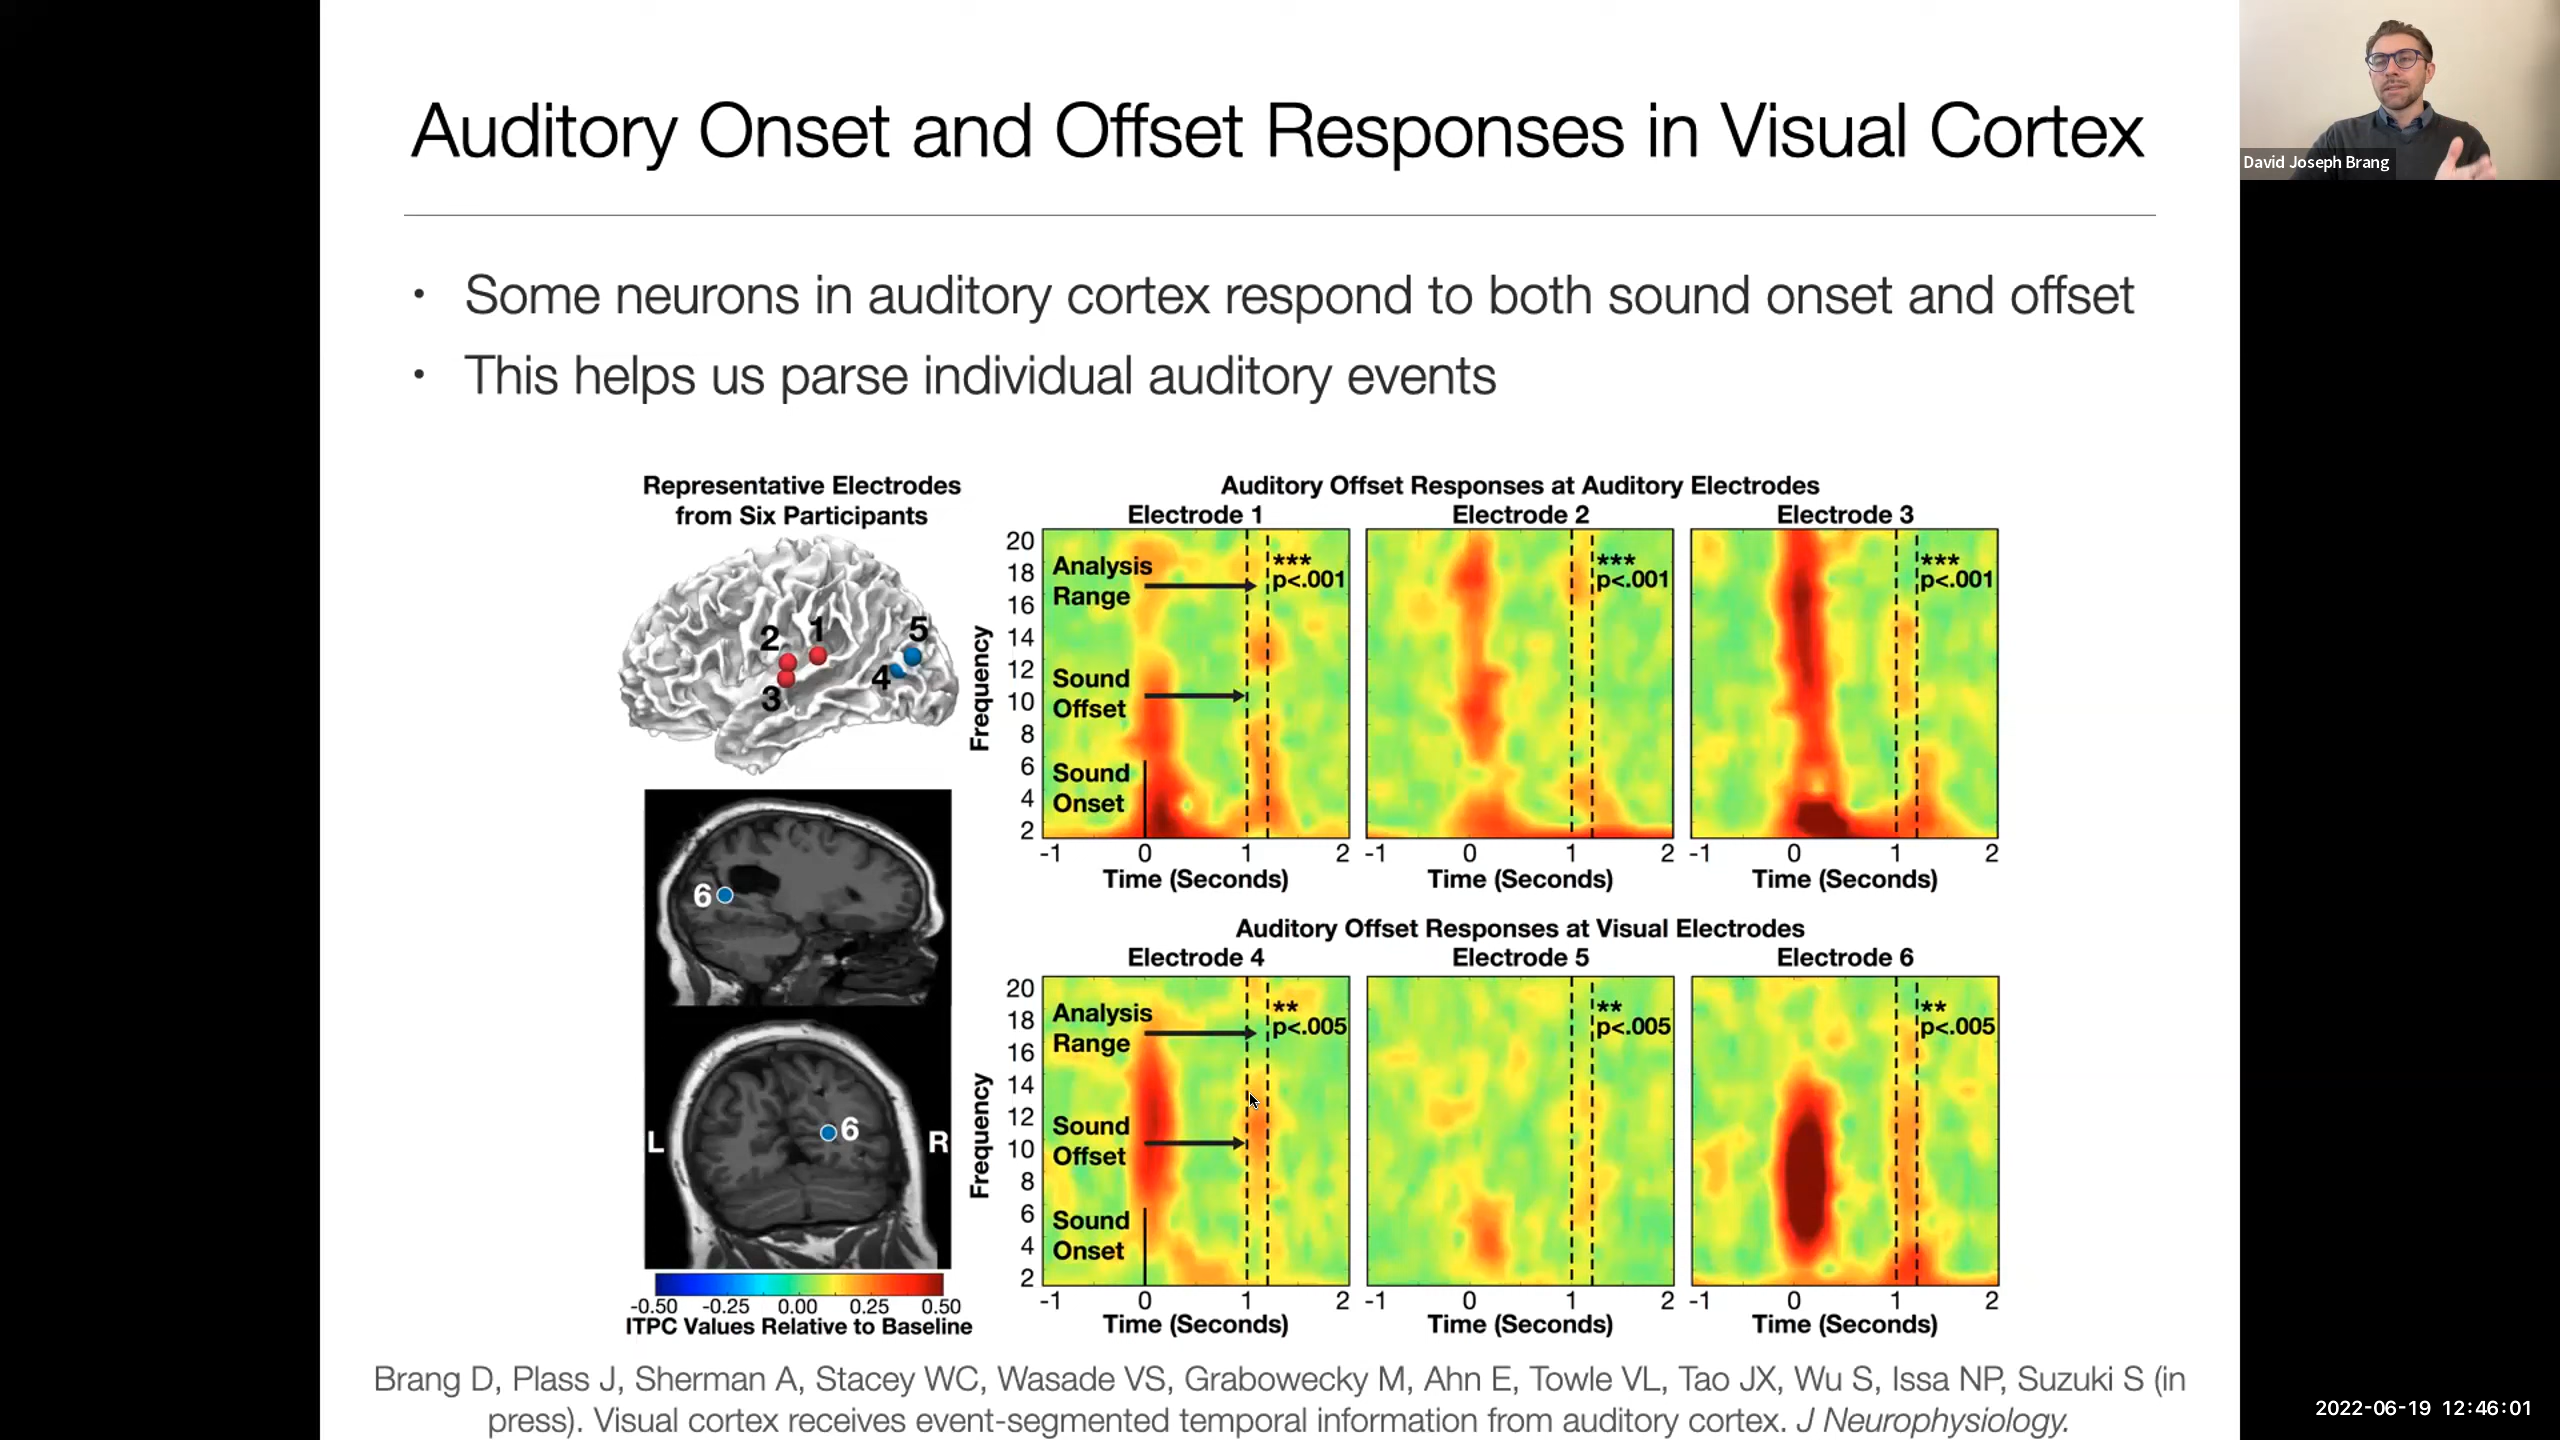 Auditory Onset and Offset Responses in Visual Cortex
David Joseph Brang
• Some neurons in auditory cortex respond to both sound onset and offset
• This helps us parse individual auditory events
Representative Electrodes
from Six Participants
2 1 5
4
3
6
6
L R
-0.50 -0.25 0.00 0.25 0.50
ITPC Values Relative to Baseline
Auditory Offset Responses at Auditory Electrodes
Electrode 1 Electrode 2 Electrode 3
Frequency
20
18
16
14
12
10
8
6
4
2
Analysis
Range
Sound
Offset
Sound
Onset
*** *** ***
p<.001 p<.001 p<.001
-1 0 1 2 -1 0 1 2 -1 0 1 2
Time (Seconds) Time (Seconds) Time (Seconds)
Auditory Offset Responses at Visual Electrodes
Electrode 4 Electrode 5 Electrode 6
Frequency
20
18
16
14
12
10
8
6
4
2
Analysis
Range
Sound
Offset
Sound
Onset
** ** **
p<.005 p<.005 p<.005
-1 0 1 2 -1 0 1 2 -1 0 1 2
Time (Seconds) Time (Seconds) Time (Seconds)
Brang D, Plass J, Sherman A, Stacey WC, Wasade VS, Grabowecky M, Ahn E, Towle VL, Tao JX, Wu S, Issa NP, Suzuki S (in
press). Visual cortex receives event-segmented temporal information from auditory cortex. J Neurophysiology.
2022-06-19 12:46:01